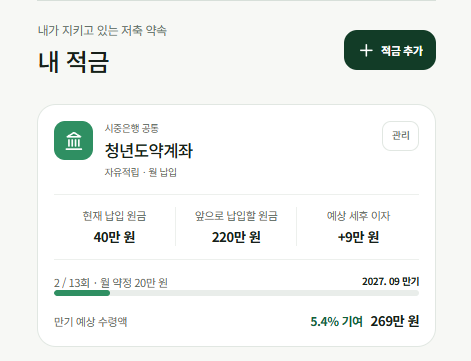 내가 지키고 있는 저축 약속
내 적금
적금 추가
시중은행 공통
청년도약계좌
자유적립 · 월 납입
관리
현재 납입 원금
40만 원
앞으로 납입할 원금
220만 원
예상 세후 이자
+9만 원
2 / 13회 · 월 약정 20만 원
2027. 09 만기
만기 예상 수령액
5.4% 기여 269만 원